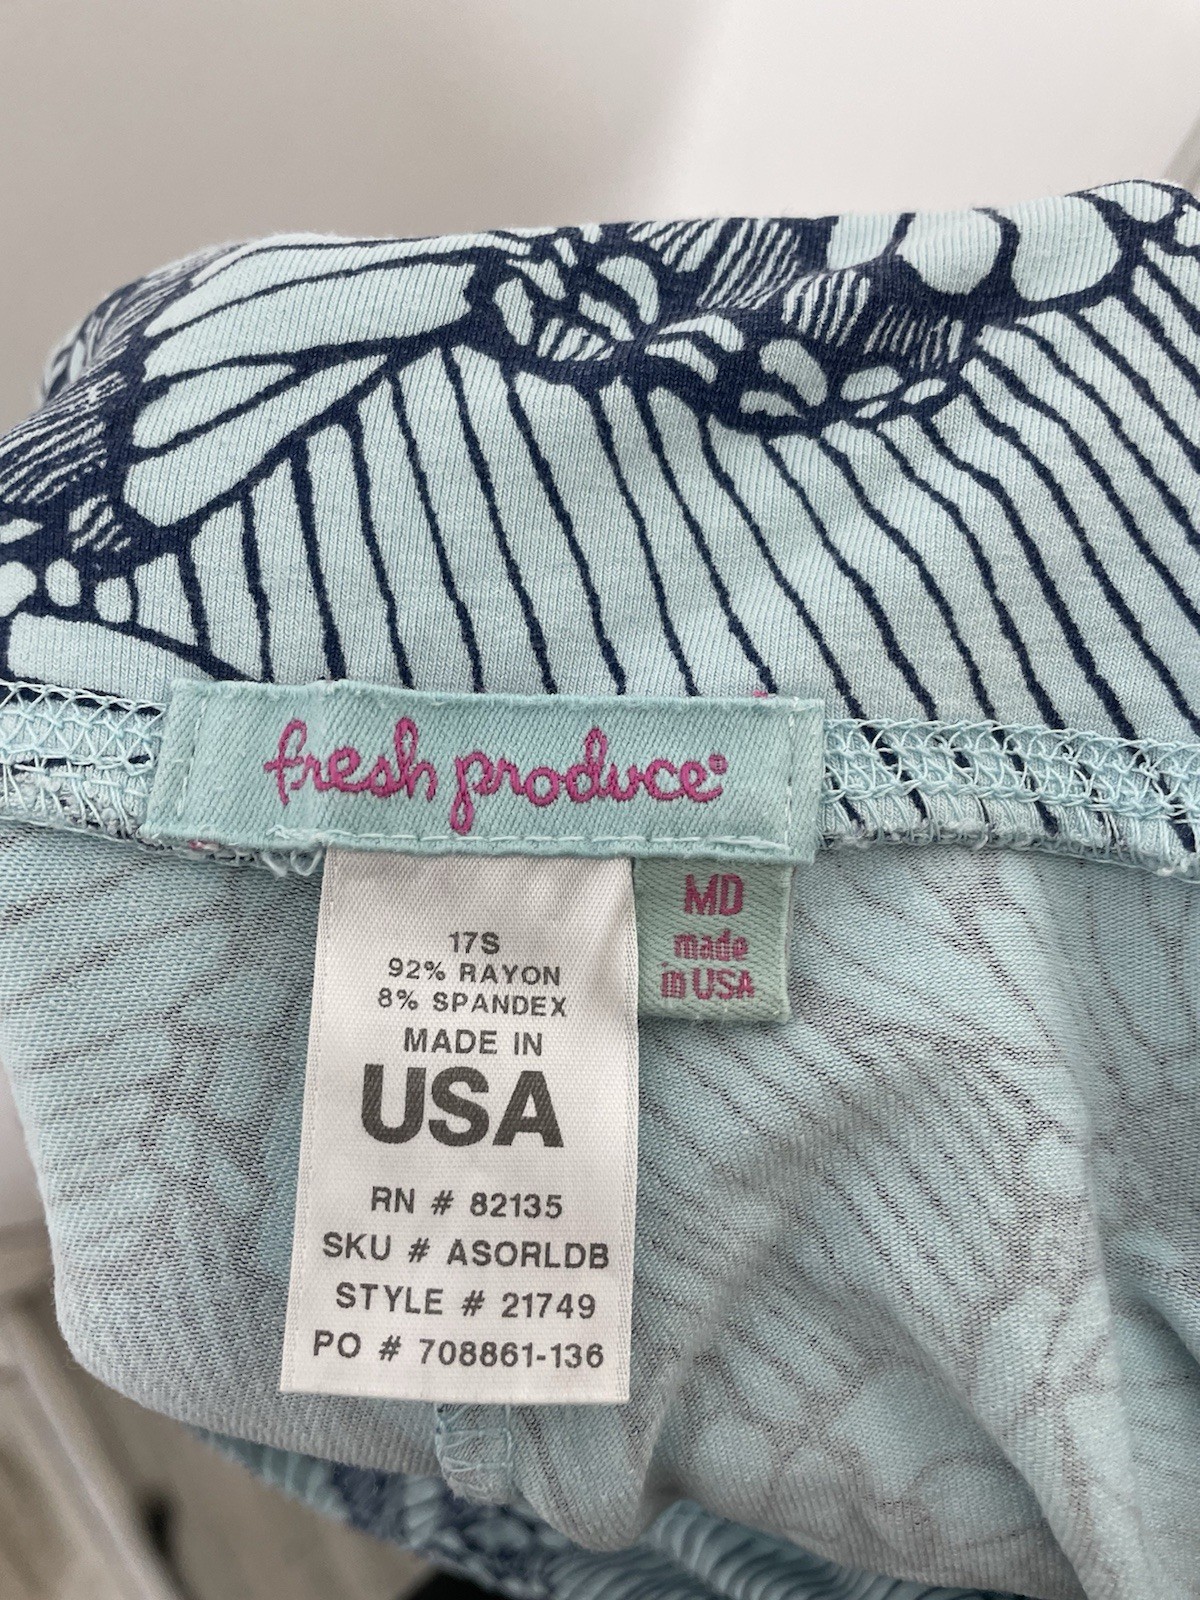 fresh produce®
MD
made
in USA
17S
92% RAYON
8% SPANDEX
MADE IN
USA
RN # 82135
SKU # ASORLDB
STYLE # 21749
PO # 708861-136